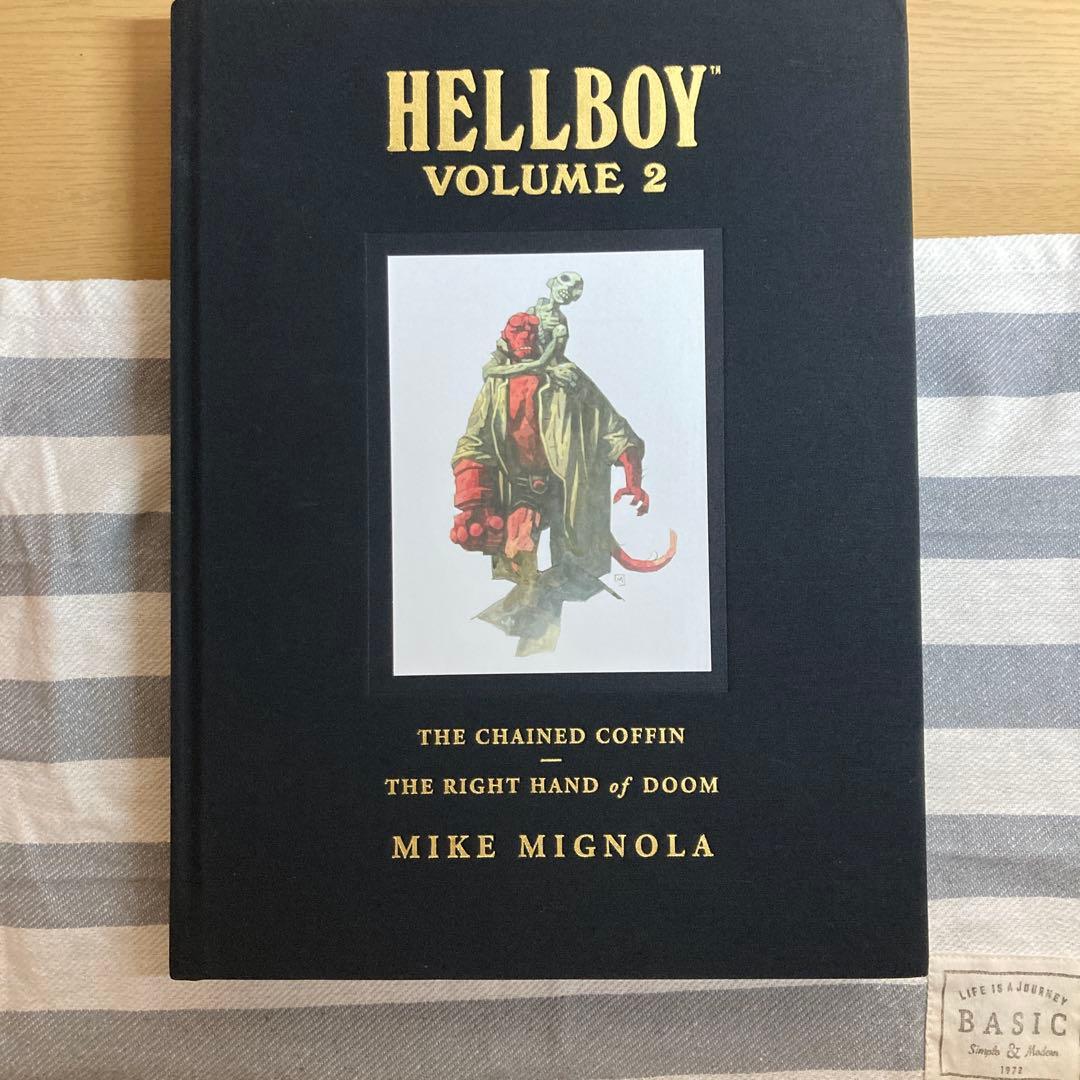 HELLBOY™
VOLUME 2
M
THE CHAINED COFFIN
—
THE RIGHT HAND of DOOM
MIKE MIGNOLA
LIFE IS A JOURNEY
BASIC
Simple & Modern
1972